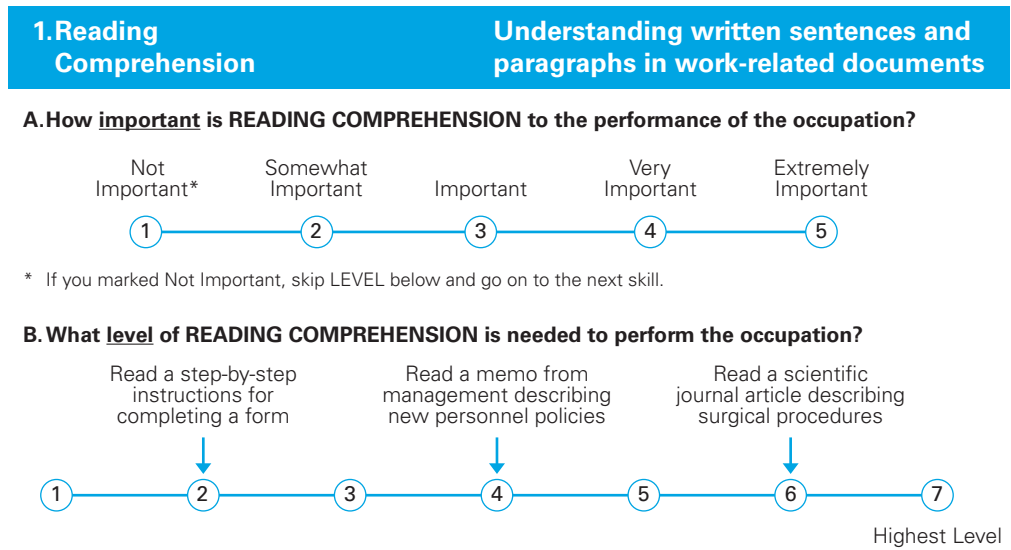 1.Reading Comprehension
Understanding written sentences and paragraphs in work-related documents
A.How important is READING COMPREHENSION to the performance of the occupation?
Not Important*
Somewhat Important
Important
Very Important
Extremely Important
1 2 3 4 5
* If you marked Not Important, skip LEVEL below and go on to the next skill.
B. What level of READING COMPREHENSION is needed to perform the occupation?
Read a step-by-step
instructions for
completing a form
Read a memo from
management describing
new personnel policies
Read a scientific
journal article describing
surgical procedures
1 2 3 4 5 6 7
Highest Level